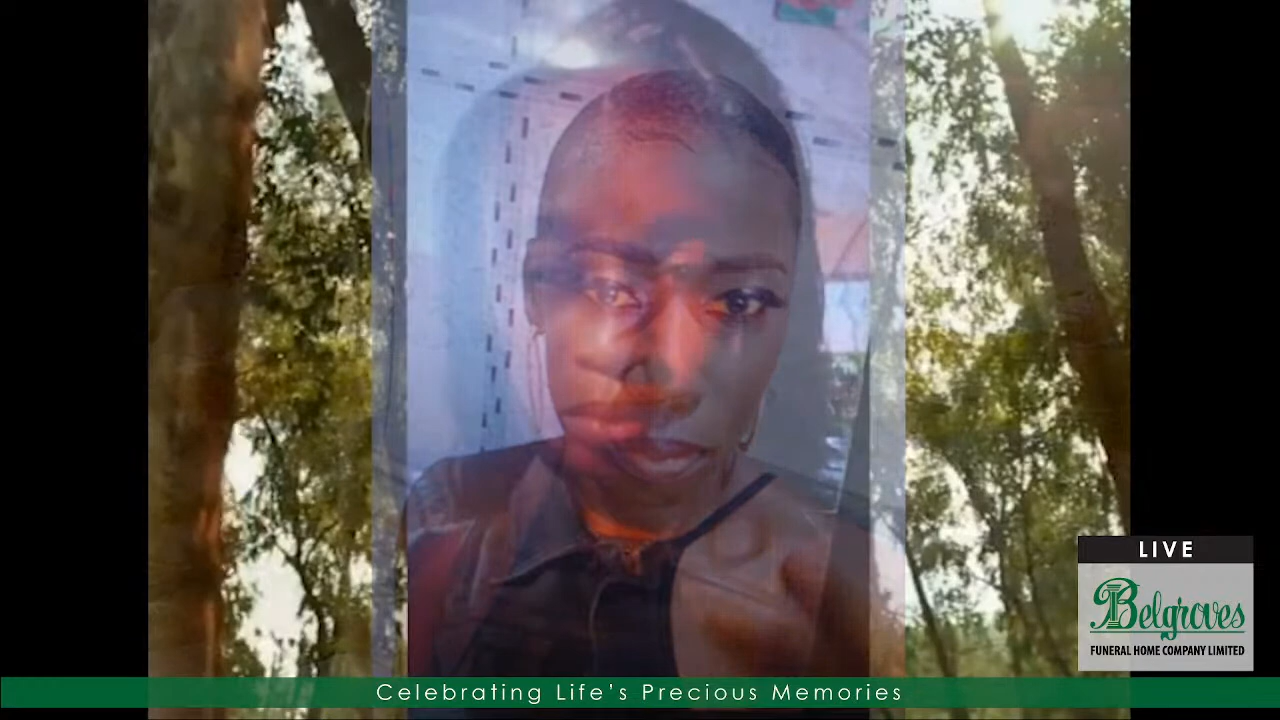 LIVE
Belgroves
FUNERAL HOME COMPANY LIMITED
Celebrating Life's Precious Memories